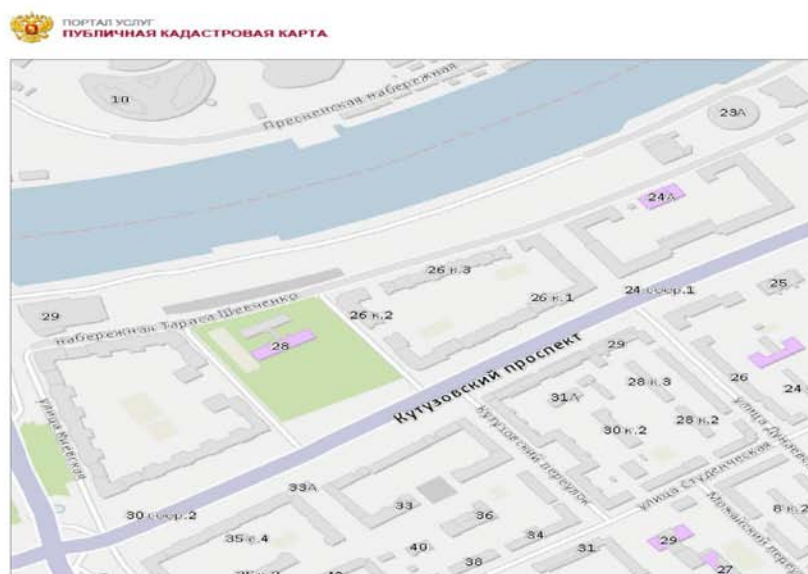 ПОРТАЛ УСЛУГ
ПУБЛИЧНАЯ КАДАСТРОВАЯ КАРТА
10
Пресненская набережная
23А
24А
26 к.3
24 соор.1
25
26 к.1
29
набережная Тараса Шевченко
26 к.2
28
Кутузовский проспект
29
26
28 к.3
24
31А
улица Киевская
Кутузовский переулок
30 к.2
28 к.2
улица Дунаевс
улица Студенческая
33А
Можайский переу
30 соор.2
33
36
8 к.2
35 с.4
34
40
38
31
29
27